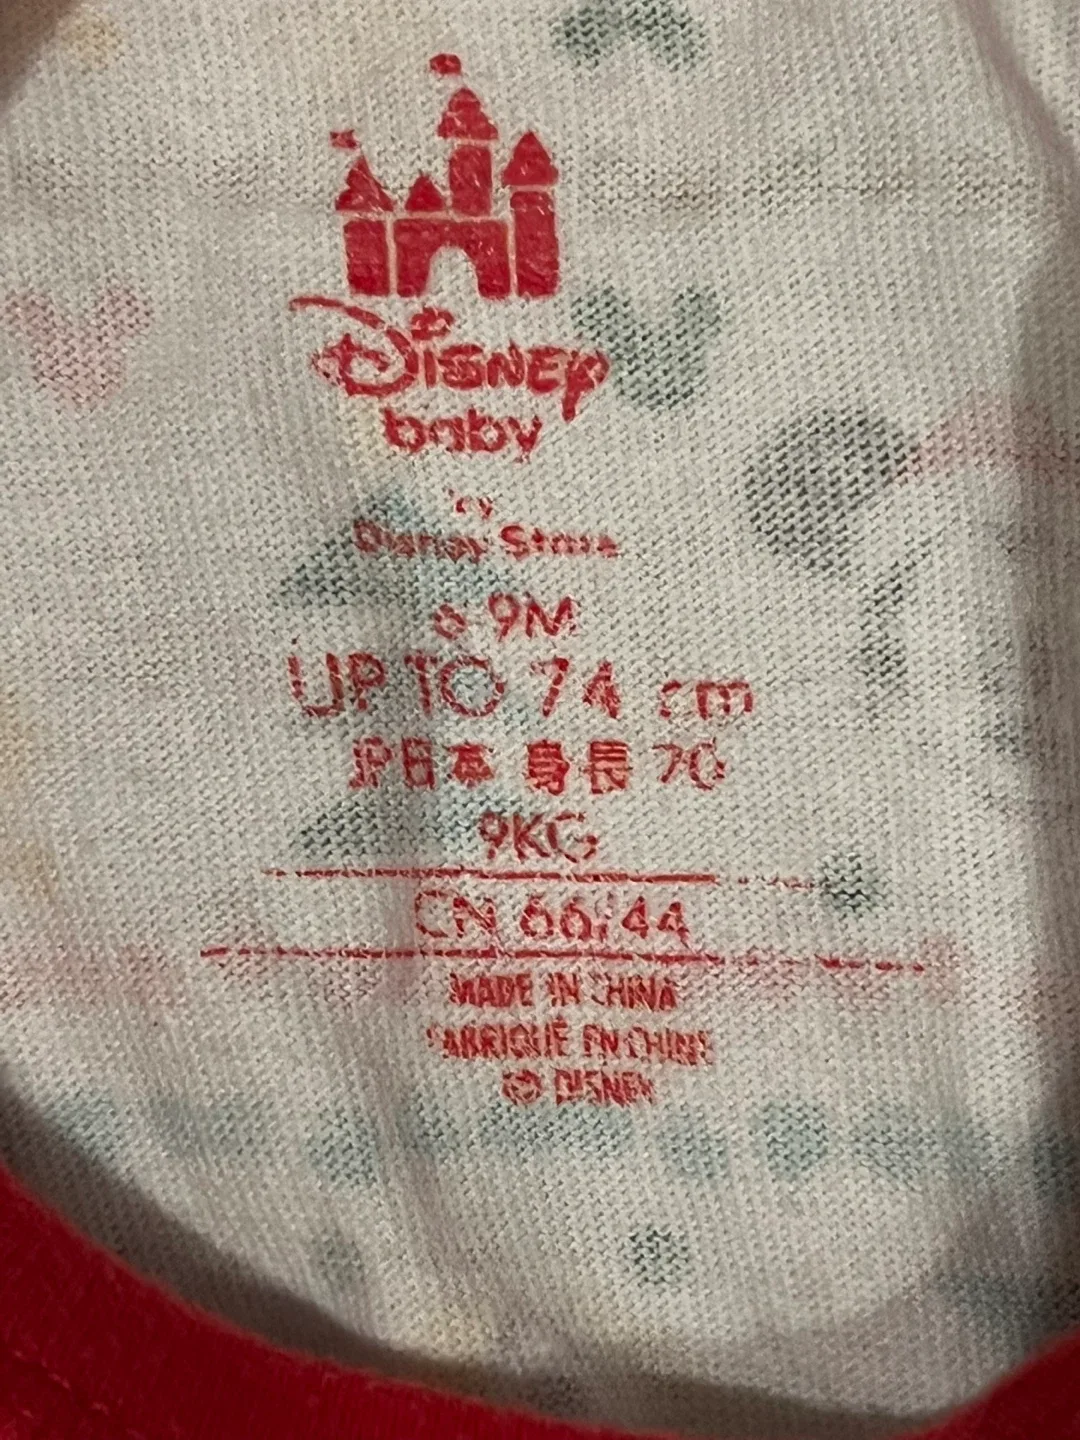 Disney
baby
by
Disney Store
6 9M
UP TO 74 cm
JP日本 身長 70
9KG
CN 66/44
MADE IN CHINA
FABRIQUÉ EN CHINE
© DISNEY